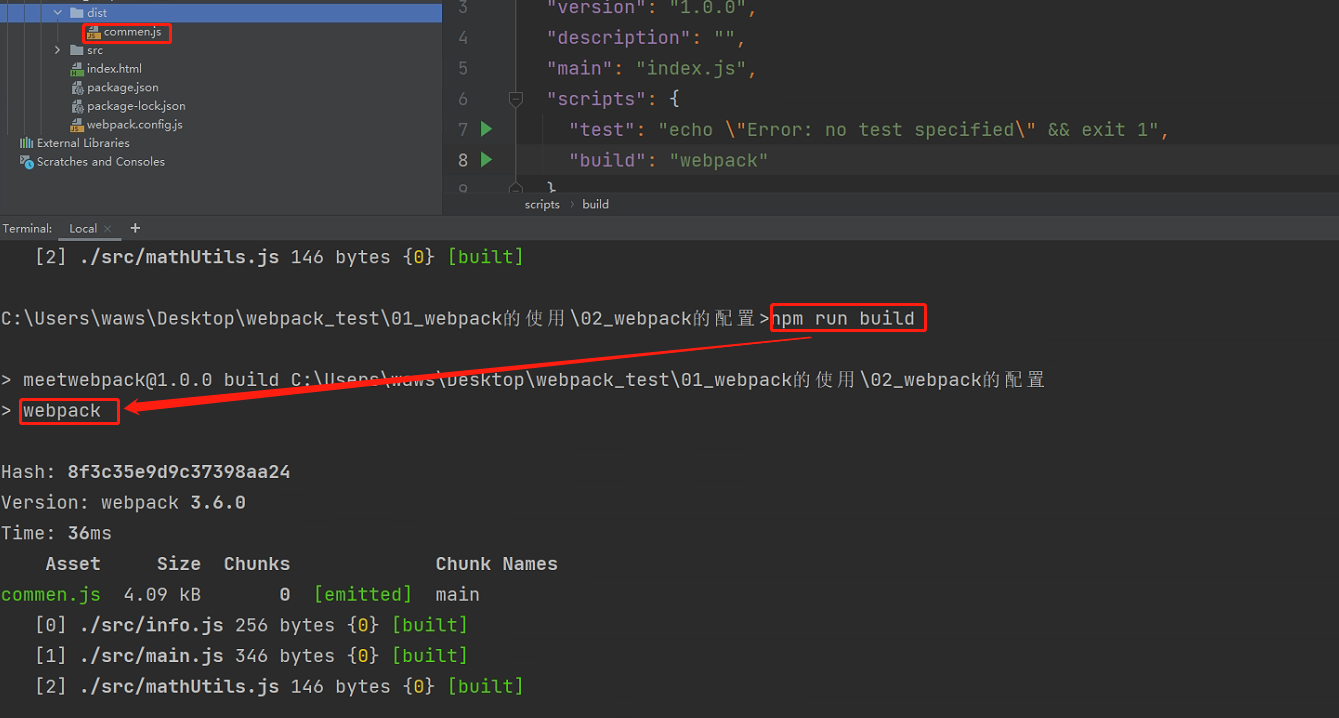 dist
commen.js
src
index.html
package.json
package-lock.json
webpack.config.js
External Libraries
Scratches and Consoles
3 "version": "1.0.0",
4 "description": "",
5 "main": "index.js",
6 "scripts": {
7 "test": "echo \"Error: no test specified\" && exit 1",
8 "build": "webpack"
9 }
scripts › build
Terminal: Local × +
[2] ./src/mathUtils.js 146 bytes {0} [built]
C:\Users\waws\Desktop\webpack_test\01_webpack的使用\02_webpack的配置>npm run build
> meetwebpack@1.0.0 build C:\Users\waws\Desktop\webpack_test\01_webpack的使用\02_webpack的配置
> webpack
Hash: 8f3c35e9d9c37398aa24
Version: webpack 3.6.0
Time: 36ms
Asset Size Chunks Chunk Names
commen.js 4.09 kB 0 [emitted] main
[0] ./src/info.js 256 bytes {0} [built]
[1] ./src/main.js 346 bytes {0} [built]
[2] ./src/mathUtils.js 146 bytes {0} [built]